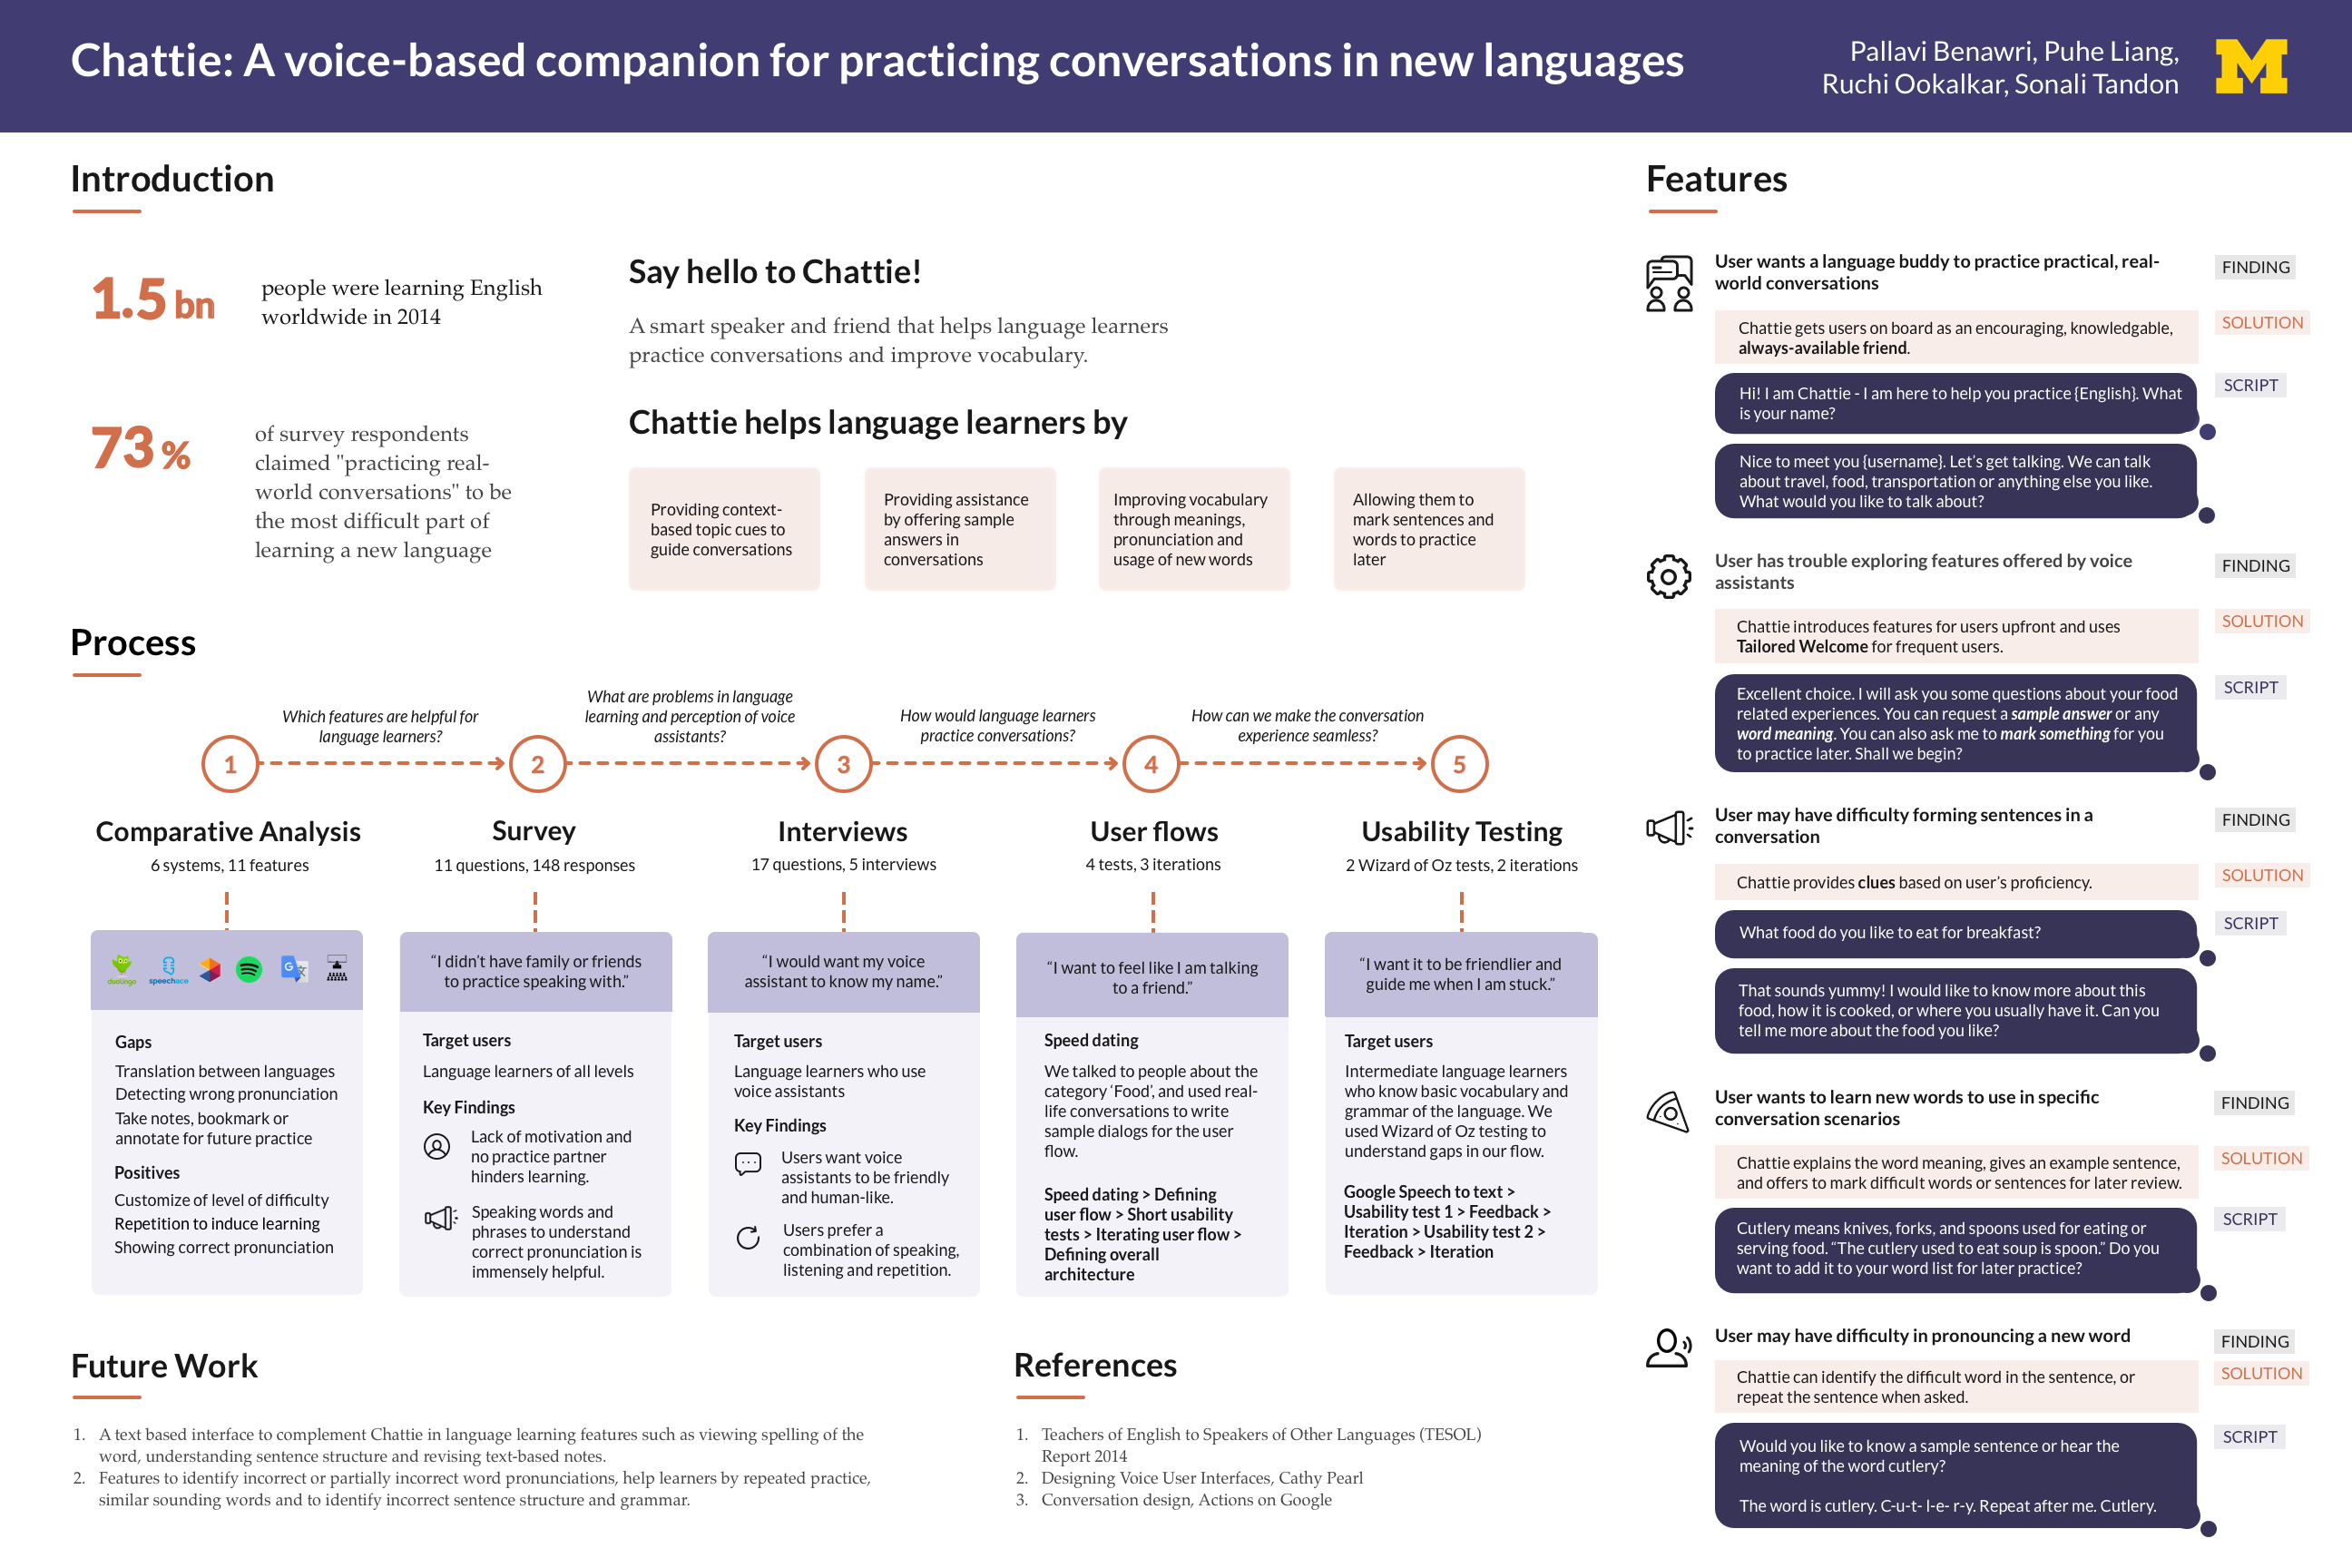 Chattie: A voice-based companion for practicing conversations in new languages
Pallavi Benawri, Puhe Liang,
Ruchi Ookalkar, Sonali Tandon
M
Introduction
1.5 bn
people were learning English
worldwide in 2014
73 %
of survey respondents
claimed "practicing real-
world conversations" to be
the most difficult part of
learning a new language
Say hello to Chattie!
A smart speaker and friend that helps language learners
practice conversations and improve vocabulary.
Chattie helps language learners by
Providing context-
based topic cues to
guide conversations
Providing assistance
by offering sample
answers in
conversations
Improving vocabulary
through meanings,
pronunciation and
usage of new words
Allowing them to
mark sentences and
words to practice
later
Process
Which features are helpful for
language learners?
What are problems in language
learning and perception of voice
assistants?
How would language learners
practice conversations?
How can we make the conversation
experience seamless?
1
2
3
4
5
Comparative Analysis
6 systems, 11 features
duolingo
speechace
G
文
Gaps
Translation between languages
Detecting wrong pronunciation
Take notes, bookmark or
annotate for future practice
Positives
Customize of level of difficulty
Repetition to induce learning
Showing correct pronunciation
Survey
11 questions, 148 responses
“I didn’t have family or friends
to practice speaking with.”
Target users
Language learners of all levels
Key Findings
Lack of motivation and
no practice partner
hinders learning.
Speaking words and
phrases to understand
correct pronunciation is
immensely helpful.
Interviews
17 questions, 5 interviews
“I would want my voice
assistant to know my name.”
Target users
Language learners who use
voice assistants
Key Findings
Users want voice
assistants to be friendly
and human-like.
Users prefer a
combination of speaking,
listening and repetition.
User flows
4 tests, 3 iterations
“I want to feel like I am talking
to a friend.”
Speed dating
We talked to people about the
category ‘Food’, and used real-
life conversations to write
sample dialogs for the user
flow.
Speed dating > Defining
user flow > Short usability
tests > Iterating user flow >
Defining overall
architecture
Usability Testing
2 Wizard of Oz tests, 2 iterations
“I want it to be friendlier and
guide me when I am stuck.”
Target users
Intermediate language learners
who know basic vocabulary and
grammar of the language. We
used Wizard of Oz testing to
understand gaps in our flow.
Google Speech to text >
Usability test 1 > Feedback >
Iteration > Usability test 2 >
Feedback > Iteration
Future Work
1. A text based interface to complement Chattie in language learning features such as viewing spelling of the
word, understanding sentence structure and revising text-based notes.
2. Features to identify incorrect or partially incorrect word pronunciations, help learners by repeated practice,
similar sounding words and to identify incorrect sentence structure and grammar.
References
1. Teachers of English to Speakers of Other Languages (TESOL)
Report 2014
2. Designing Voice User Interfaces, Cathy Pearl
3. Conversation design, Actions on Google
Features
User wants a language buddy to practice practical, real-
world conversations
FINDING
Chattie gets users on board as an encouraging, knowledgable,
always-available friend.
SOLUTION
Hi! I am Chattie - I am here to help you practice {English}. What
is your name?
SCRIPT
Nice to meet you {username}. Let’s get talking. We can talk
about travel, food, transportation or anything else you like.
What would you like to talk about?
User has trouble exploring features offered by voice
assistants
FINDING
Chattie introduces features for users upfront and uses
Tailored Welcome for frequent users.
SOLUTION
Excellent choice. I will ask you some questions about your food
related experiences. You can request a sample answer or any
word meaning. You can also ask me to mark something for you
to practice later. Shall we begin?
SCRIPT
User may have difficulty forming sentences in a
conversation
FINDING
Chattie provides clues based on user’s proficiency.
SOLUTION
What food do you like to eat for breakfast?
SCRIPT
That sounds yummy! I would like to know more about this
food, how it is cooked, or where you usually have it. Can you
tell me more about the food you like?
User wants to learn new words to use in specific
conversation scenarios
FINDING
Chattie explains the word meaning, gives an example sentence,
and offers to mark difficult words or sentences for later review.
SOLUTION
Cutlery means knives, forks, and spoons used for eating or
serving food. “The cutlery used to eat soup is spoon.” Do you
want to add it to your word list for later practice?
SCRIPT
User may have difficulty in pronouncing a new word
FINDING
Chattie can identify the difficult word in the sentence, or
repeat the sentence when asked.
SOLUTION
Would you like to know a sample sentence or hear the
meaning of the word cutlery?
The word is cutlery. C-u-t- l-e- r-y. Repeat after me. Cutlery.
SCRIPT